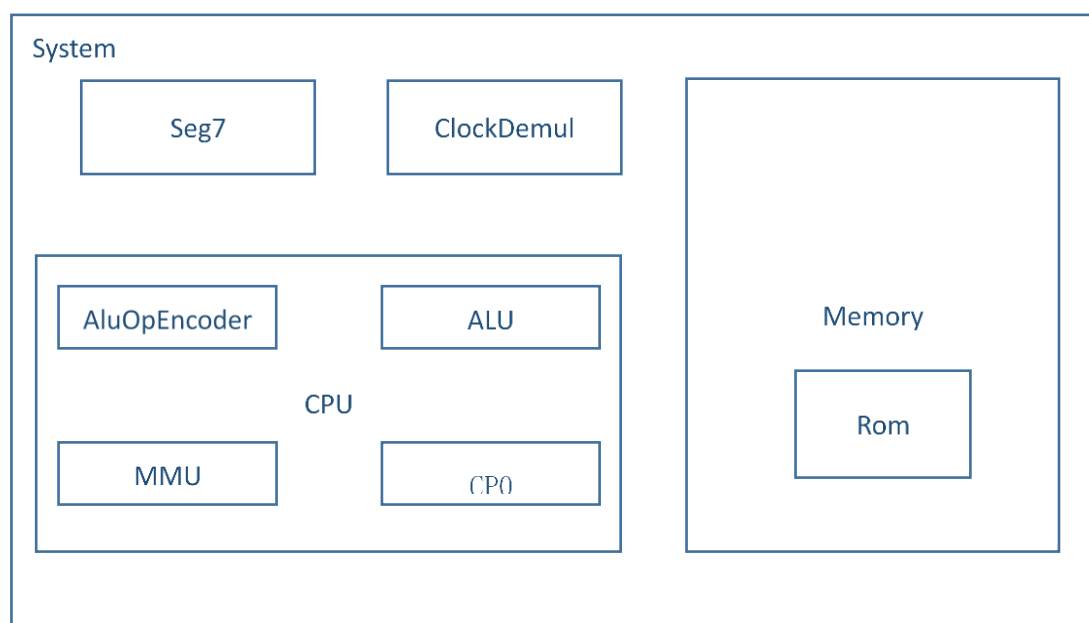 System
Seg7
ClockDemul
AluOpEncoder
ALU
CPU
MMU
CP0
Memory
Rom